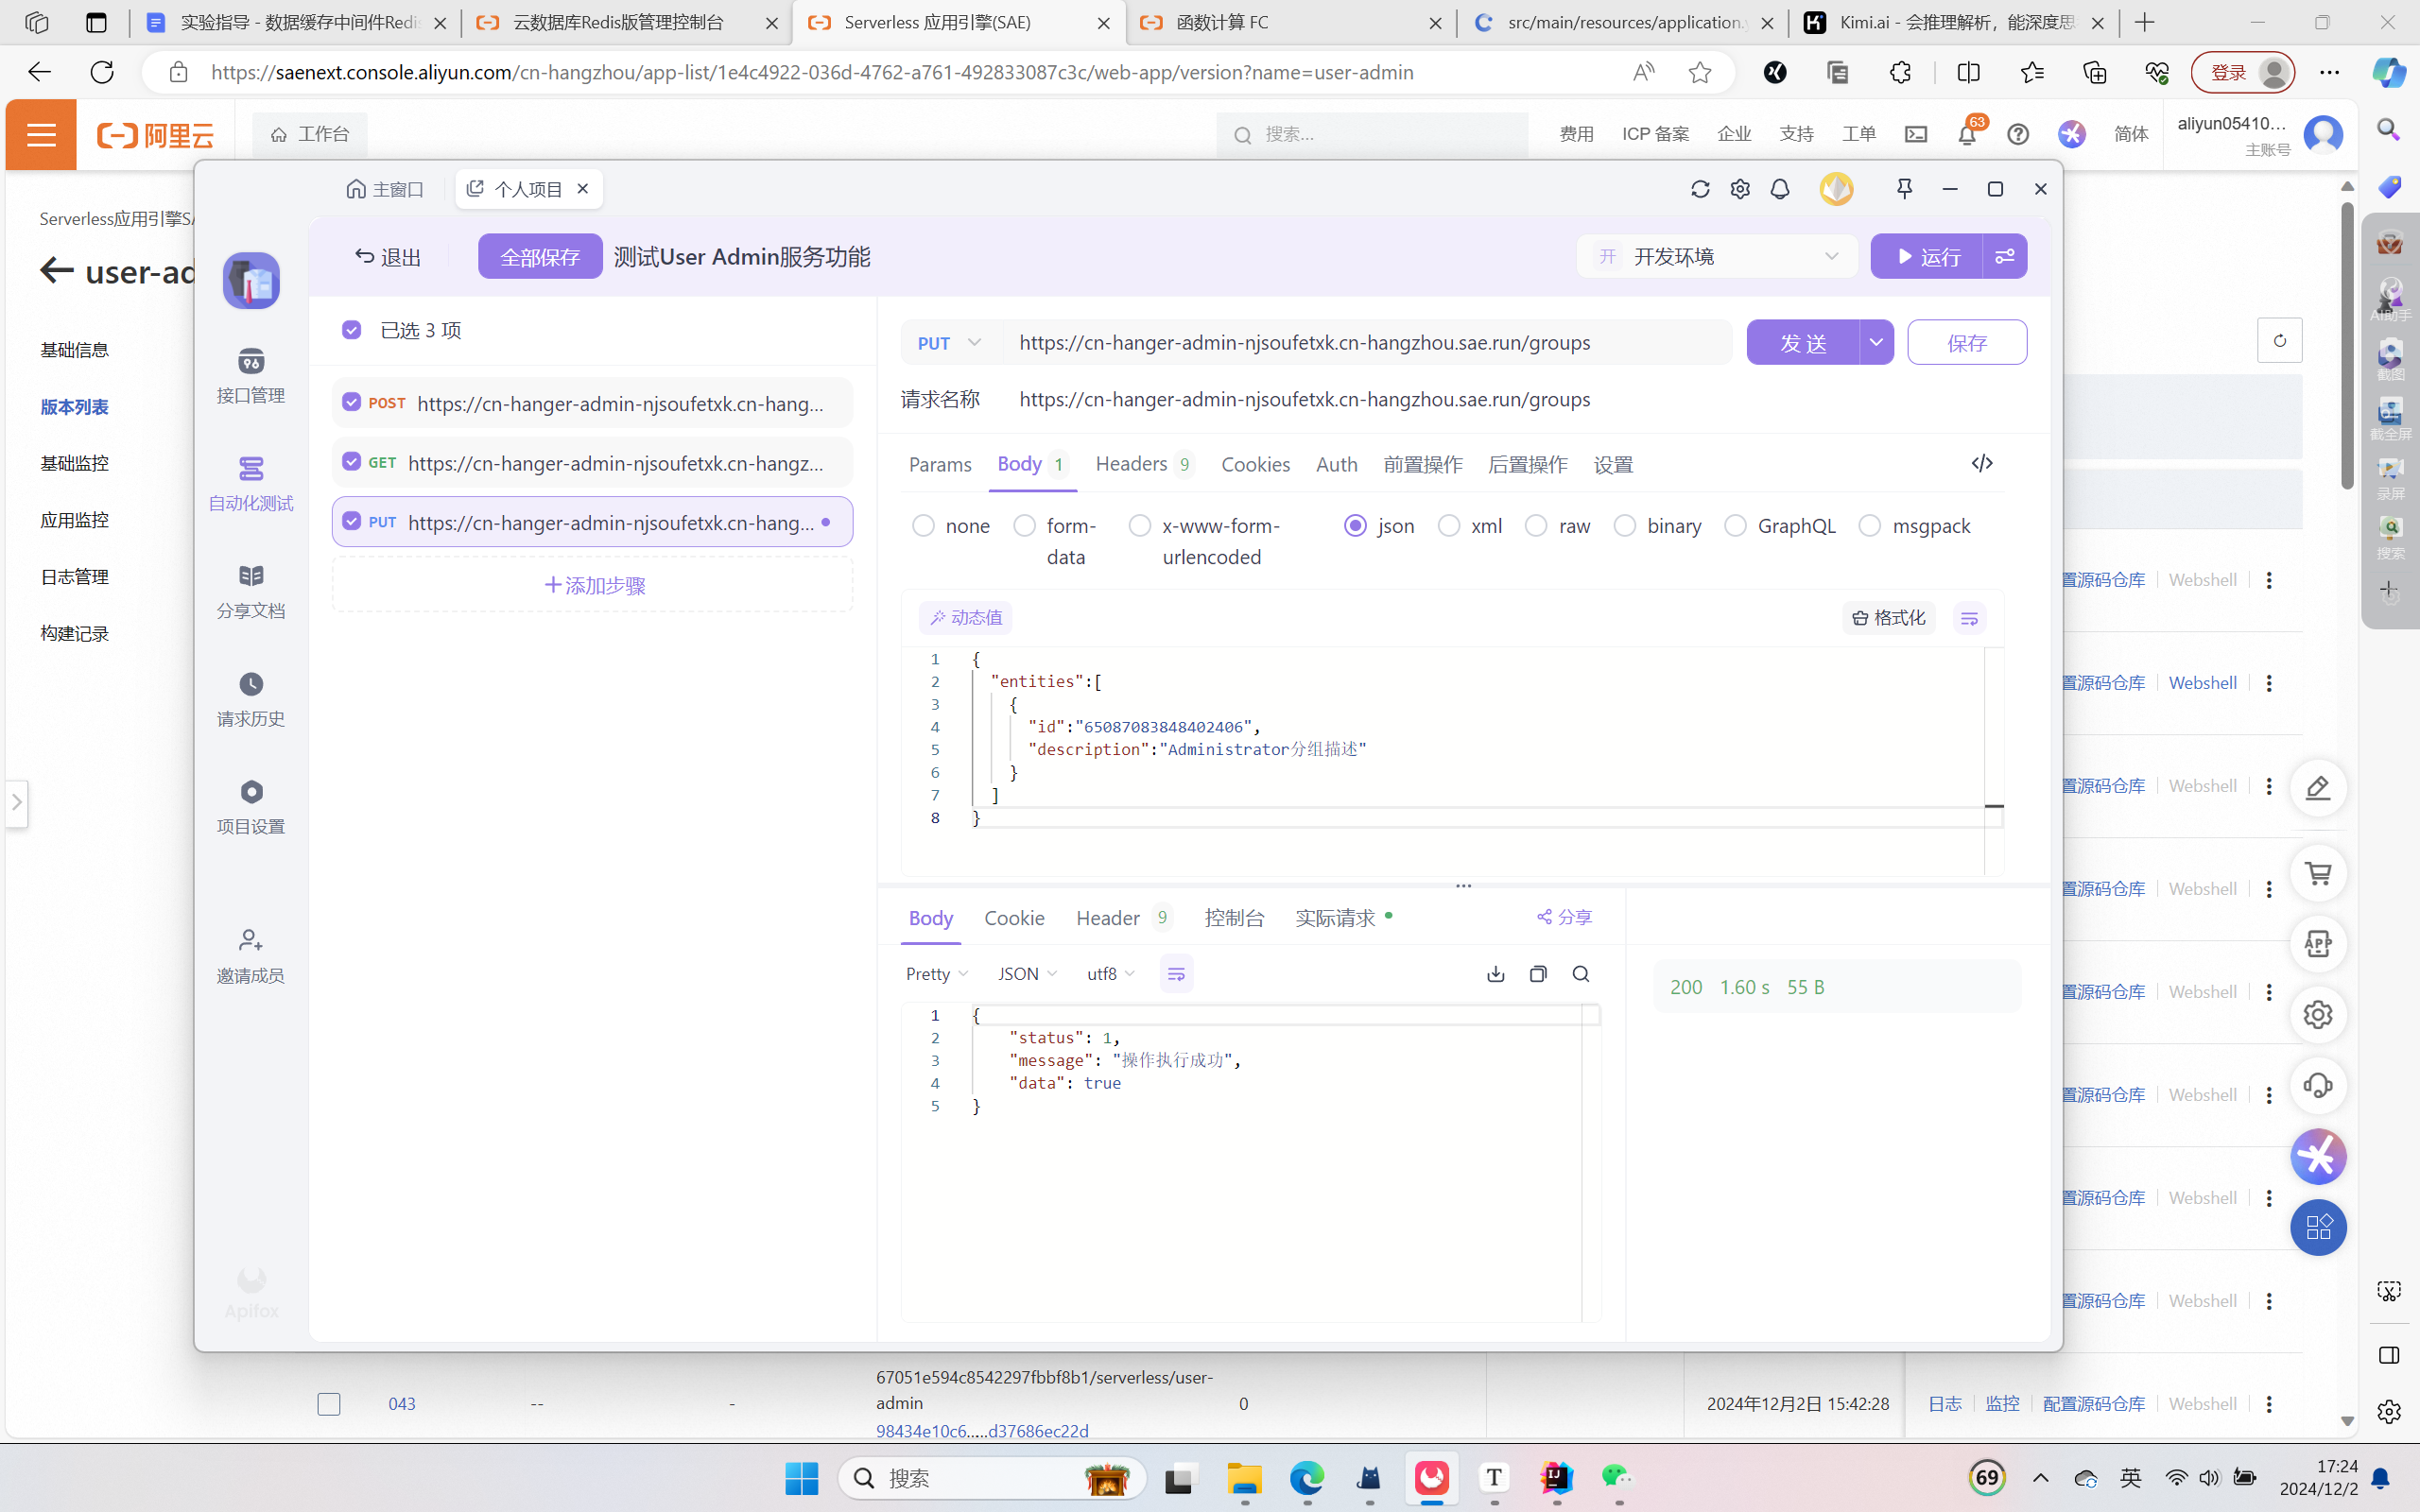 实验指导 - 数据缓存中间件Redis
云数据库Redis版管理控制台
Serverless 应用引擎(SAE)
函数计算 FC
src/main/resources/application.y
Kimi.ai - 会推理解析，能深度思
https://saenext.console.aliyun.com/cn-hangzhou/app-list/1e4c4922-036d-4762-a761-492833087c3c/web-app/version?name=user-admin
登录
阿里云
工作台
搜索...
费用
ICP 备案
企业
支持
工单
63
简体
aliyun05410...
主账号
Serverless应用引擎SA
user-ad
基础信息
版本列表
基础监控
应用监控
日志管理
构建记录
主窗口
个人项目
退出
全部保存
测试User Admin服务功能
开 开发环境
运行
接口管理
自动化测试
分享文档
请求历史
项目设置
邀请成员
Apifox
已选 3 项
POST https://cn-hanger-admin-njsoufetxk.cn-hang...
GET https://cn-hanger-admin-njsoufetxk.cn-hangz...
PUT https://cn-hanger-admin-njsoufetxk.cn-hang...
添加步骤
PUT
https://cn-hanger-admin-njsoufetxk.cn-hangzhou.sae.run/groups
发 送
保存
请求名称
https://cn-hanger-admin-njsoufetxk.cn-hangzhou.sae.run/groups
Params
Body 1
Headers 9
Cookies
Auth
前置操作
后置操作
设置
none
form-data
x-www-form-urlencoded
json
xml
raw
binary
GraphQL
msgpack
动态值
格式化
1 {
2 "entities":[
3 {
4 "id":"65087083848402406",
5 "description":"Administrator分组描述"
6 }
7 ]
8 }
Body
Cookie
Header 9
控制台
实际请求
分享
Pretty
JSON
utf8
200 1.60 s 55 B
1 {
2 "status": 1,
3 "message": "操作执行成功",
4 "data": true
5 }
置源码仓库 Webshell
置源码仓库 Webshell
置源码仓库 Webshell
置源码仓库 Webshell
置源码仓库 Webshell
置源码仓库 Webshell
置源码仓库 Webshell
置源码仓库 Webshell
APP
AI助手
截图
截全屏
录屏
搜索
043
--
-
67051e594c8542297fbbf8b1/serverless/user-
admin
98434e10c6.....d37686ec22d
0
2024年12月2日 15:42:28
日志
监控
配置源码仓库
Webshell
搜索
69
英
17:24
2024/12/2